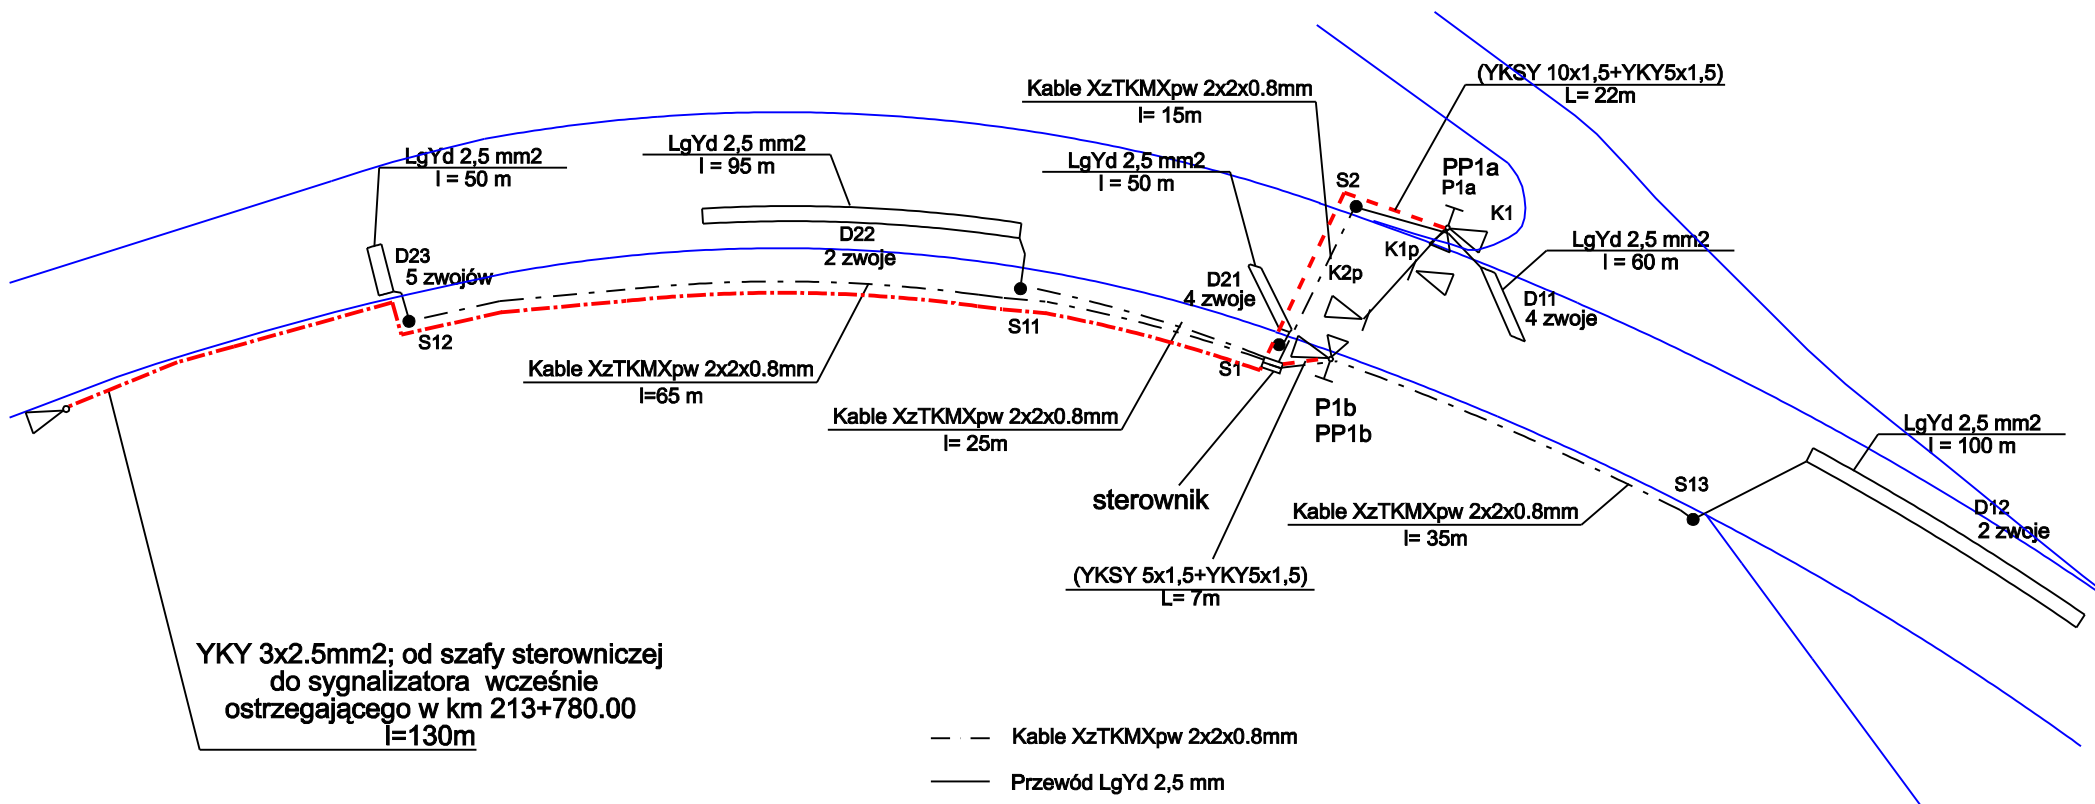 (YKSY 10x1,5+YKY5x1,5)
L= 22m
Kable XzTKMXpw 2x2x0.8mm
l= 15m
LgYd 2,5 mm2
l = 50 m
LgYd 2,5 mm2
l = 95 m
LgYd 2,5 mm2
l = 50 m
S2
PP1a
P1a
K1
K1p
K2p
LgYd 2,5 mm2
l = 60 m
D23
5 zwojów
D22
2 zwoje
D21
4 zwoje
D11
4 zwoje
S12
S11
S1
Kable XzTKMXpw 2x2x0.8mm
l=65 m
Kable XzTKMXpw 2x2x0.8mm
l= 25m
P1b
PP1b
LgYd 2,5 mm2
l = 100 m
sterownik
S13
Kable XzTKMXpw 2x2x0.8mm
l= 35m
D12
2 zwoje
(YKSY 5x1,5+YKY5x1,5)
L= 7m
YKY 3x2.5mm2; od szafy sterowniczej
do sygnalizatora wcześnie
ostrzegającego w km 213+780.00
l=130m
Kable XzTKMXpw 2x2x0.8mm
Przewód LgYd 2,5 mm